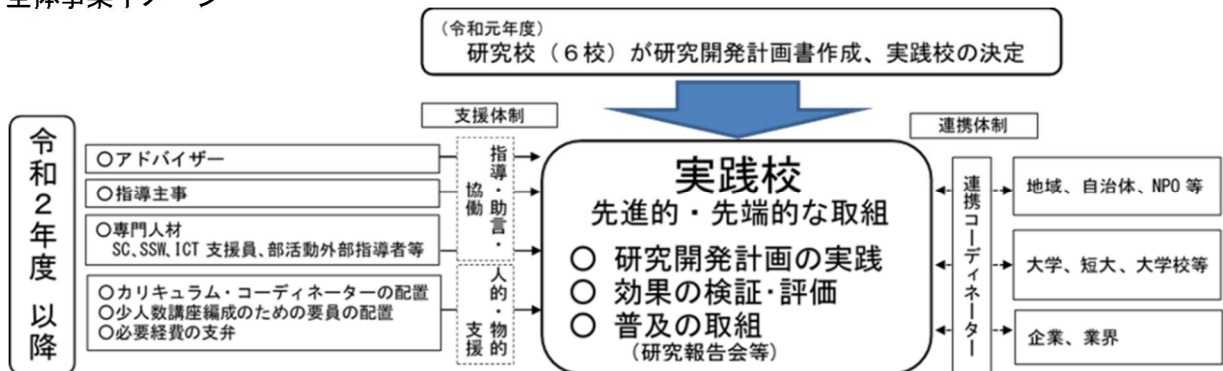 全体事業イメージ
(令和元年度)
研究校（６校）が研究開発計画書作成、実践校の決定
令和２年度 以降
支援体制
○アドバイザー
○指導主事
○専門人材
SC、SSW、ICT 支援員、部活動外部指導者等
○カリキュラム・コーディネーターの配置
○少人数講座編成のための要員の配置
○必要経費の支弁
指導・助言・
協働
人的・物的
支援
実践校
先進的・先端的な取組
○ 研究開発計画の実践
○ 効果の検証・評価
○ 普及の取組
(研究報告会等)
連携体制
連携コーディネーター
地域、自治体、NPO 等
大学、短大、大学校等
企業、業界